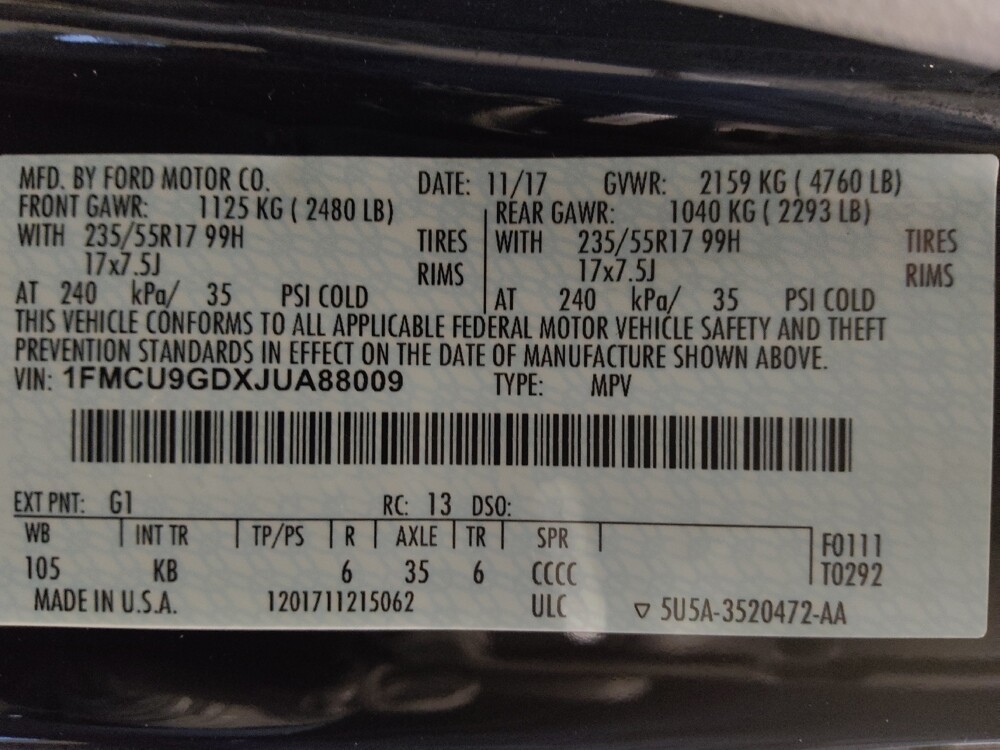 MFD. BY FORD MOTOR CO. DATE: 11/17 GVWR: 2159 KG ( 4760 LB)
FRONT GAWR: 1125 KG ( 2480 LB) REAR GAWR: 1040 KG ( 2293 LB)
WITH 235/55R17 99H TIRES WITH 235/55R17 99H TIRES
17x7.5J RIMS 17x7.5J RIMS
AT 240 kPa/ 35 PSI COLD AT 240 kPa/ 35 PSI COLD
THIS VEHICLE CONFORMS TO ALL APPLICABLE FEDERAL MOTOR VEHICLE SAFETY AND THEFT
PREVENTION STANDARDS IN EFFECT ON THE DATE OF MANUFACTURE SHOWN ABOVE.
VIN: 1FMCU9GDXJUA88009 TYPE: MPV
EXT PNT: G1 RC: 13 DSO:
WB INT TR TP/PS R AXLE TR SPR F0111
105 KB 6 35 6 CCCC T0292
MADE IN U.S.A. 1201711215062 ULC ▽ 5U5A-3520472-AA